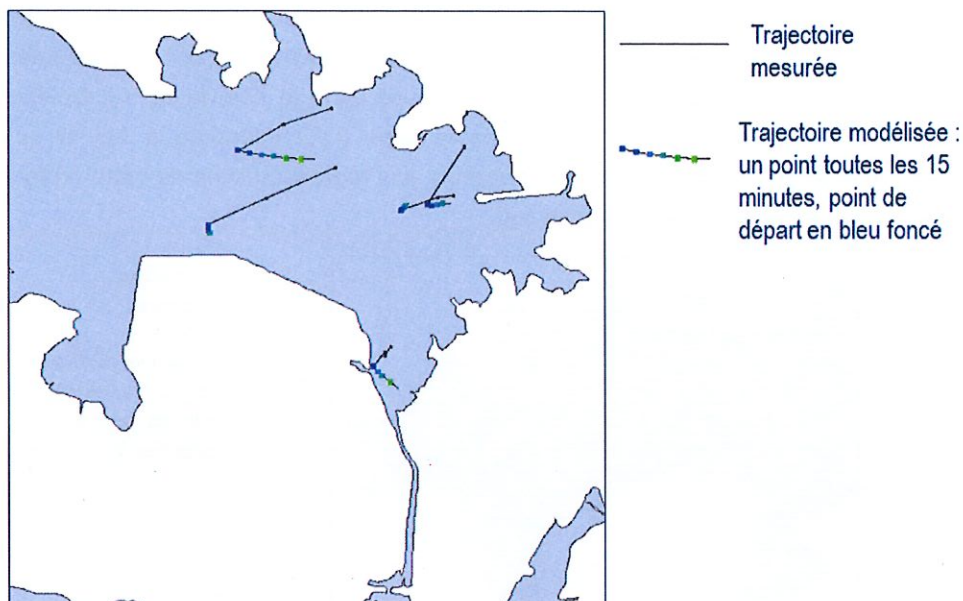 Trajectoire
mesurée
Trajectoire modélisée :
un point toutes les 15
minutes, point de
départ en bleu foncé